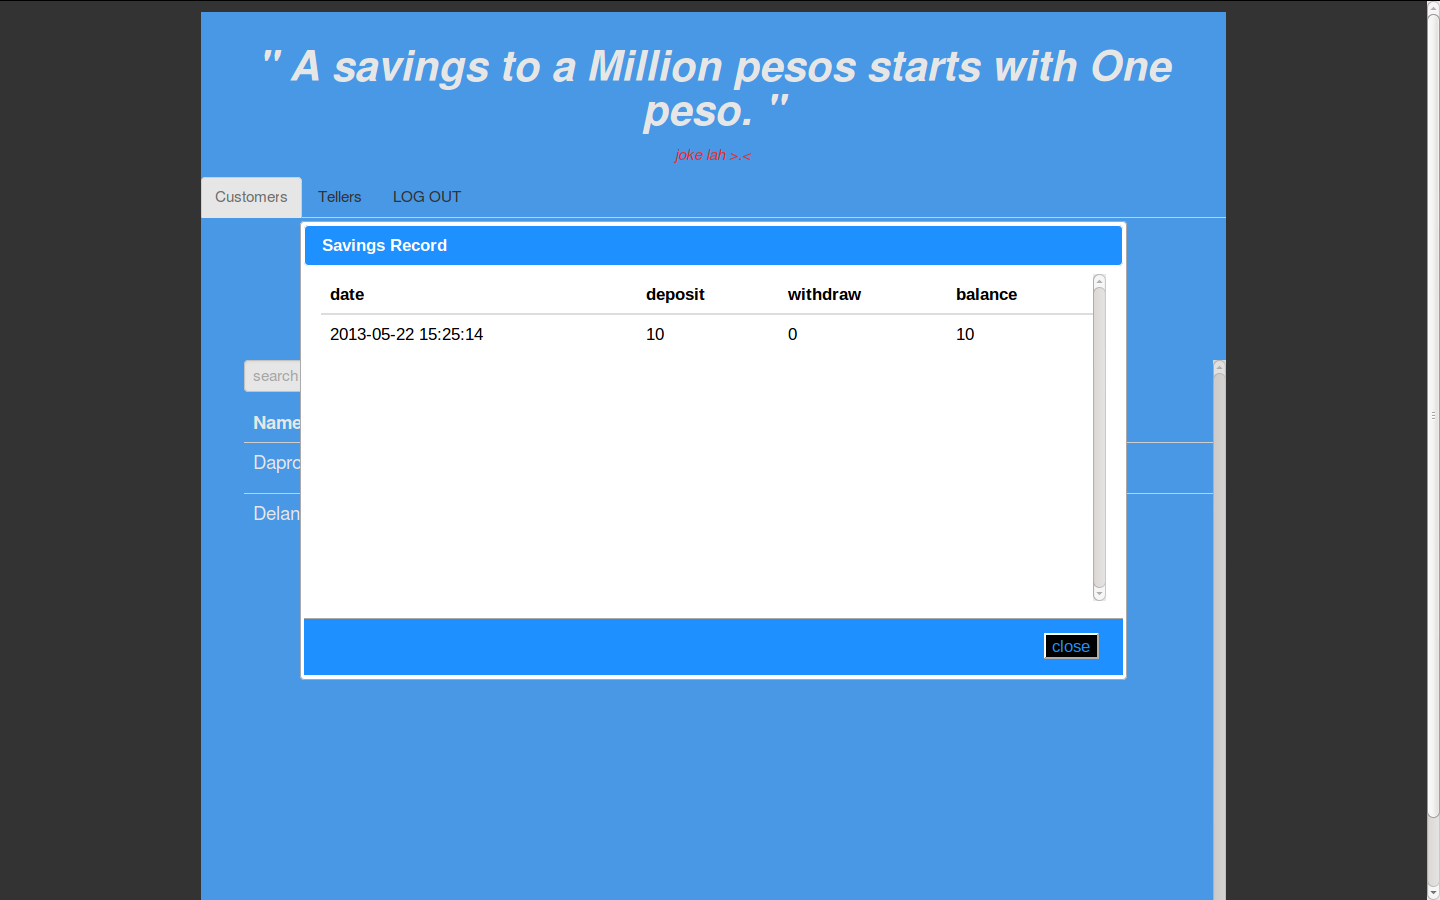 " A savings to a Million pesos starts with One
peso. "
joke lah >.<
Customers Tellers LOG OUT
Savings Record
date deposit withdraw balance
2013-05-22 15:25:14 10 0 10
search
Name
Dapro
Delan
close